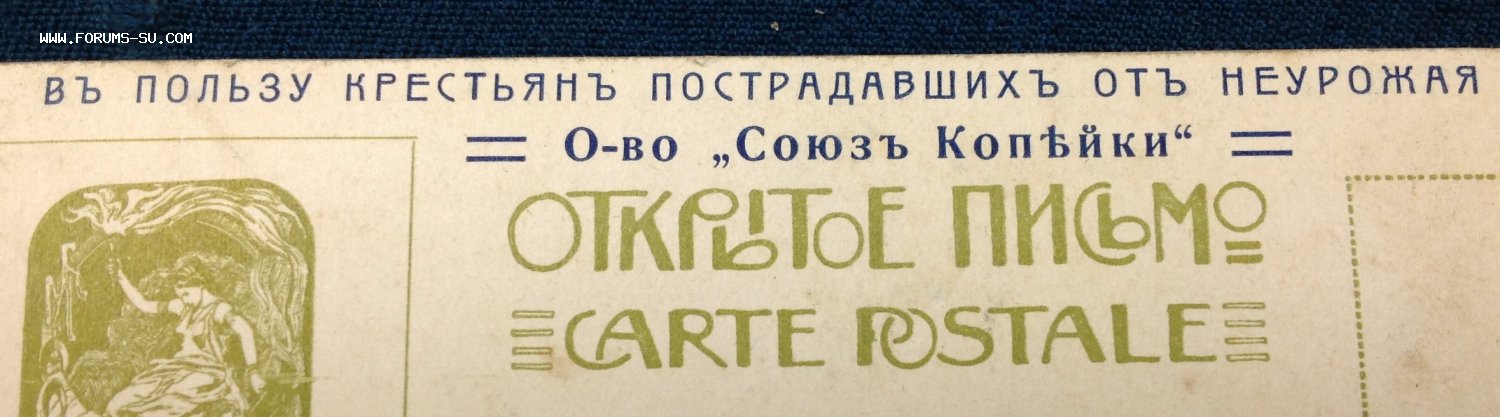 WWW.FORUMS-SU.COM
ВЪ ПОЛЬЗУ КРЕСТЬЯНЪ ПОСТРАДАВШИХЪ ОТЪ НЕУРОЖАЯ
О-во „Союзъ Копѣйки“
ОТКРЫТОЕ ПИСЬМО
CARTE POSTALE